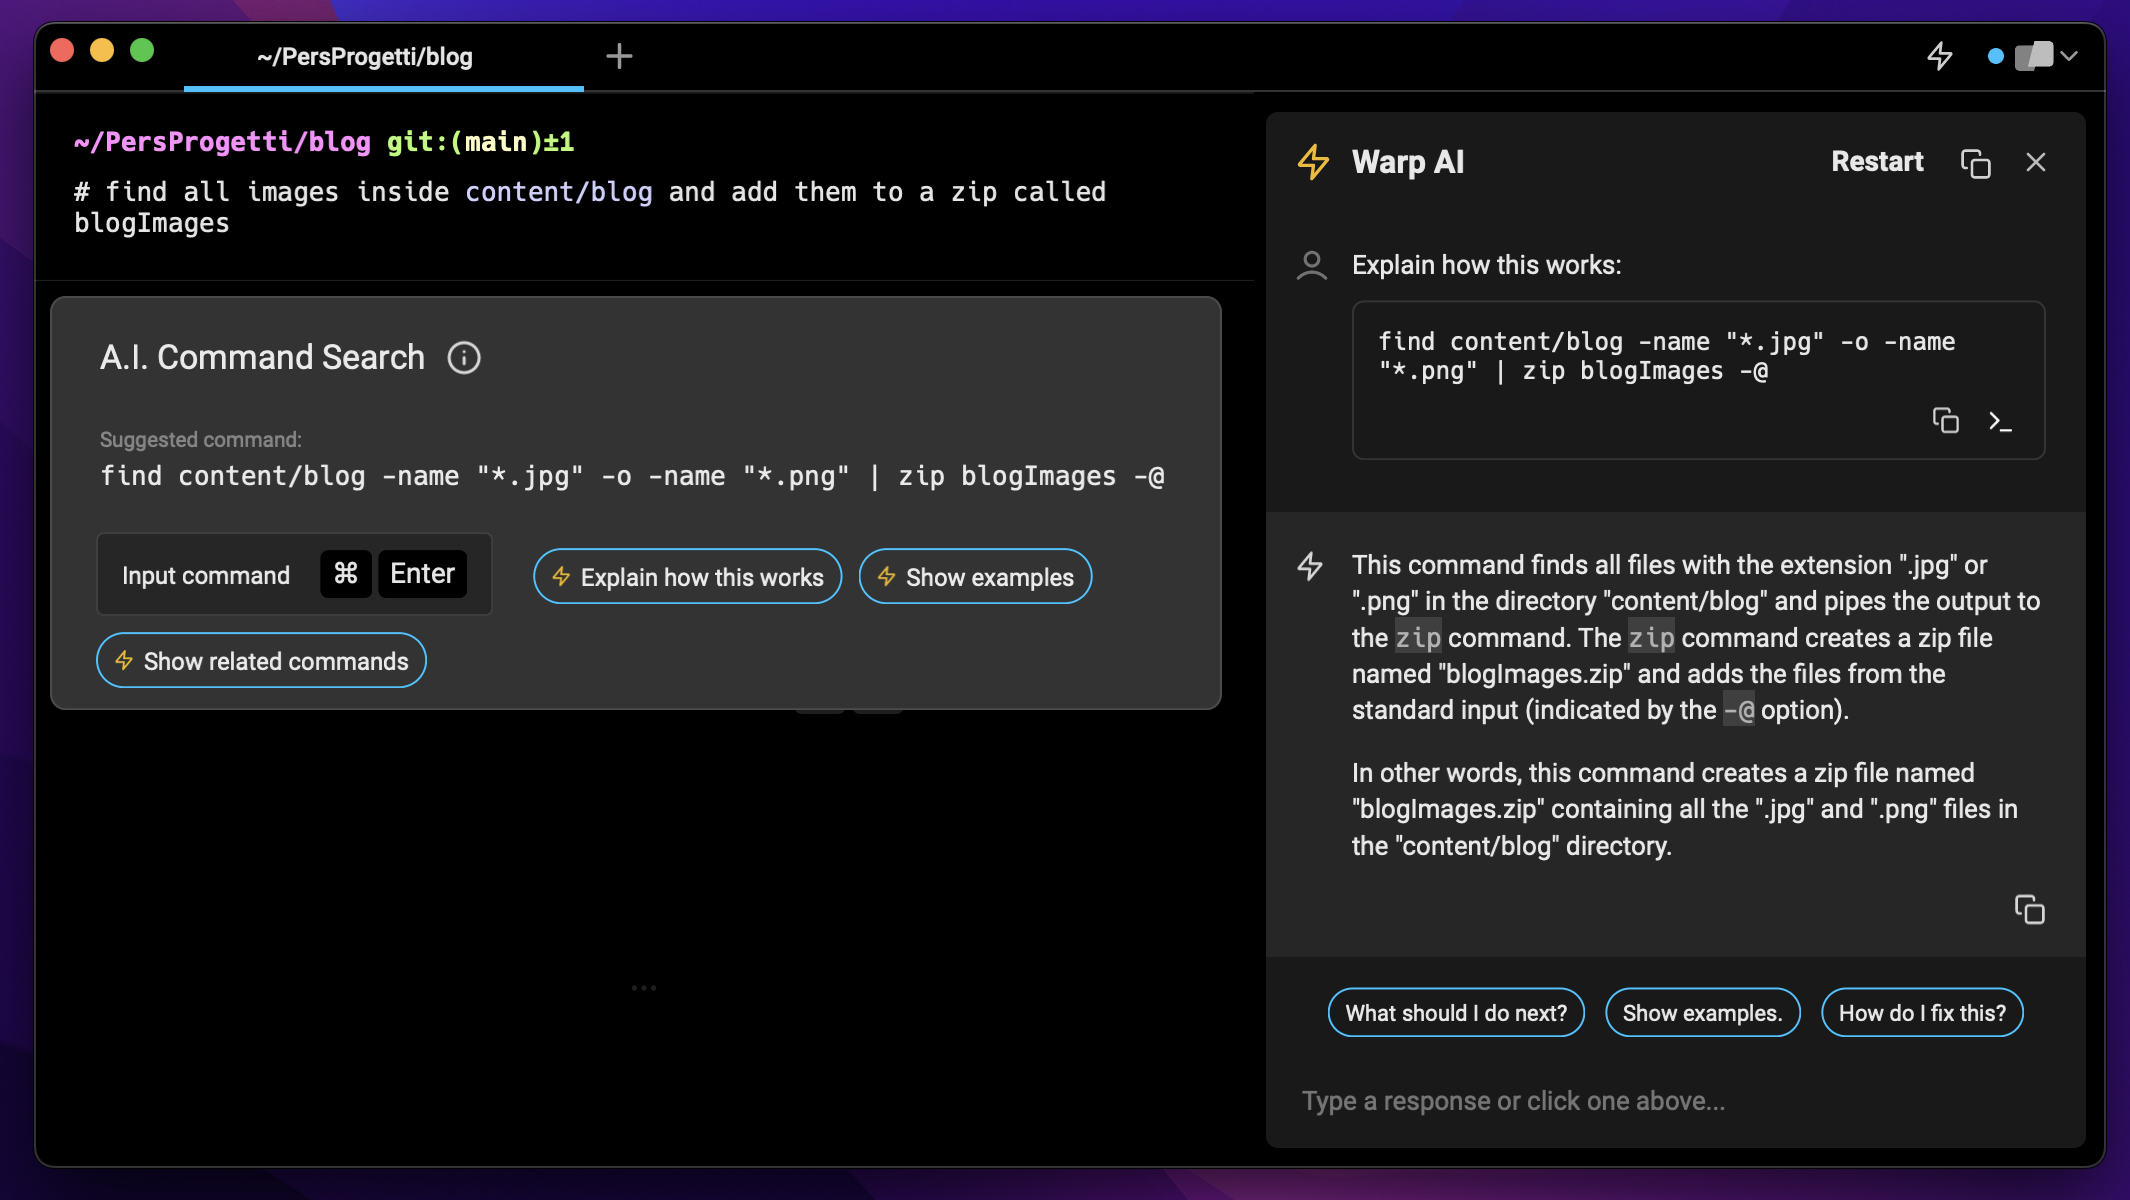 ~/PersProgetti/blog
~/PersProgetti/blog git:(main)±1
# find all images inside content/blog and add them to a zip called
blogImages
A.I. Command Search
Suggested command:
find content/blog -name "*.jpg" -o -name "*.png" | zip blogImages -@
Input command ⌘ Enter
Explain how this works
Show examples
Show related commands
Warp AI
Restart
Explain how this works:
find content/blog -name "*.jpg" -o -name
"*.png" | zip blogImages -@
This command finds all files with the extension ".jpg" or
".png" in the directory "content/blog" and pipes the output to
the zip command. The zip command creates a zip file
named "blogImages.zip" and adds the files from the
standard input (indicated by the -@ option).
In other words, this command creates a zip file named
"blogImages.zip" containing all the ".jpg" and ".png" files in
the "content/blog" directory.
What should I do next?
Show examples.
How do I fix this?
Type a response or click one above...